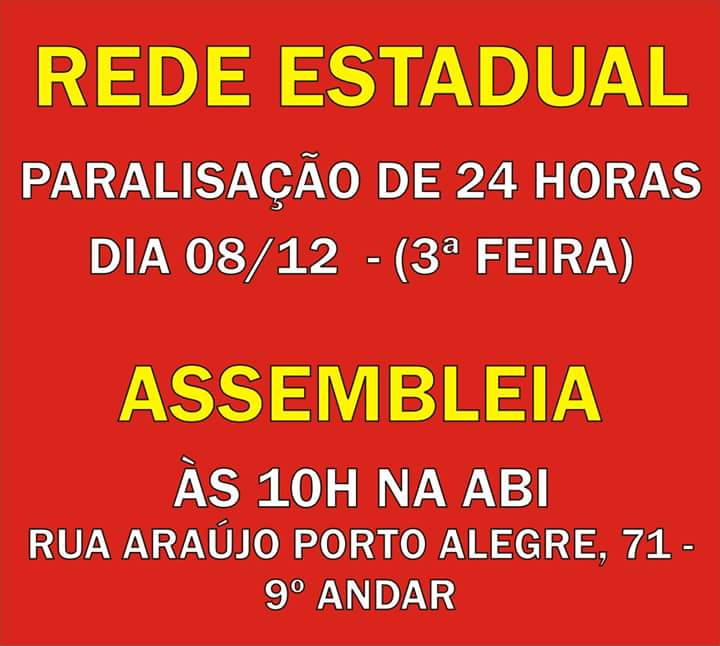 REDE ESTADUAL
PARALISAÇÃO DE 24 HORAS
DIA 08/12 - (3ª FEIRA)
ASSEMBLEIA
ÀS 10H NA ABI
RUA ARAÚJO PORTO ALEGRE, 71 -
9º ANDAR